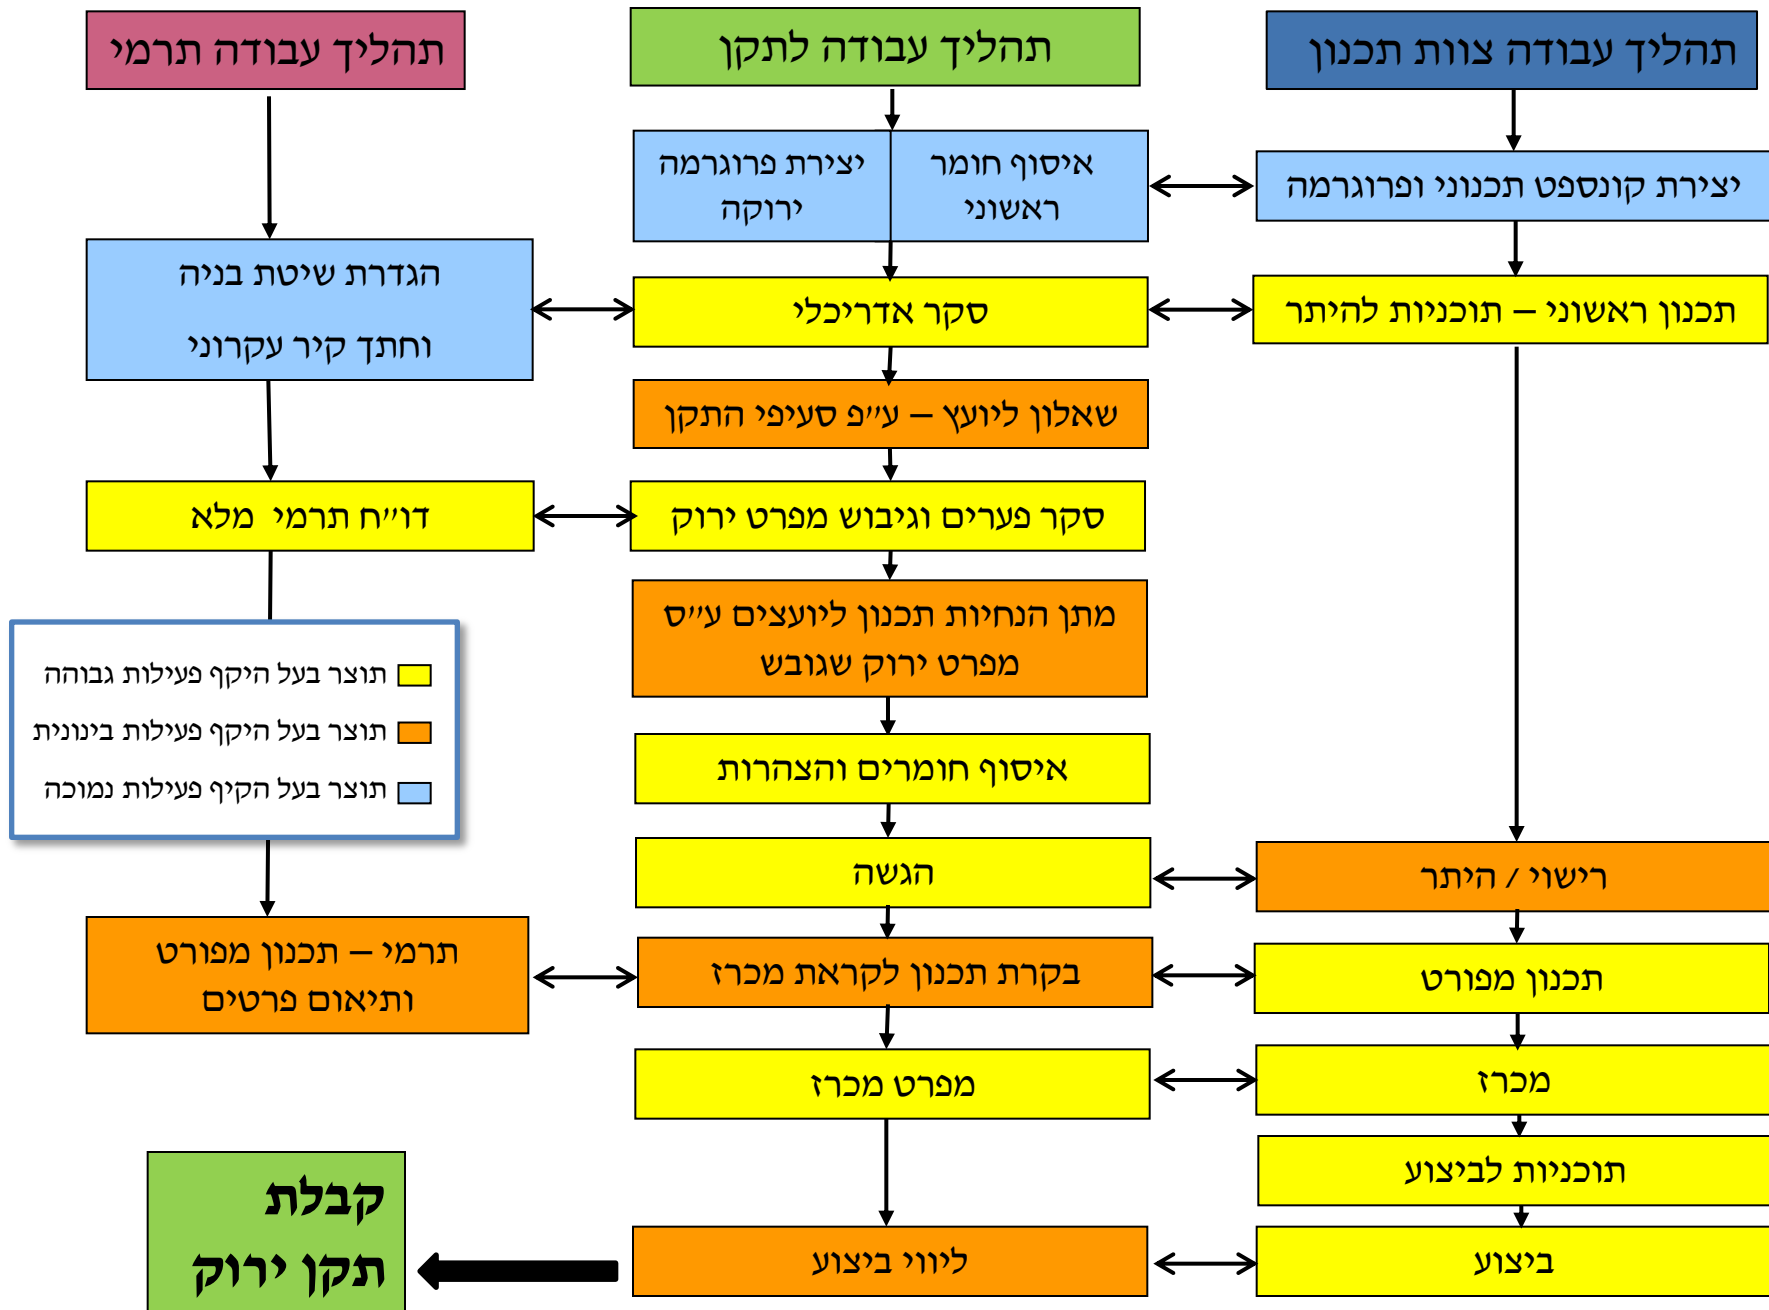 תהליך עבודה צוות תכנון
תהליך עבודה לתקן
תהליך עבודה תרמי
יצירת קונספט תכנוני ופרוגרמה
איסוף חומר
ראשוני
יצירת פרוגרמה
ירוקה
תכנון ראשוני – תוכניות להיתר
סקר אדריכלי
הגדרת שיטת בניה
וחתך קיר עקרוני
שאלון ליועץ – ע״פ סעיפי התקן
סקר פערים וגיבוש מפרט ירוק
דו״ח תרמי מלא
מתן הנחיות תכנון ליועצים ע״ס
מפרט ירוק שגובש
תוצר בעל היקף פעילות גבוהה
תוצר בעל היקף פעילות בינונית
תוצר בעל הקיף פעילות נמוכה
איסוף חומרים והצהרות
רישוי / היתר
הגשה
תכנון מפורט
בקרת תכנון לקראת מכרז
תרמי – תכנון מפורט
ותיאום פרטים
מכרז
מפרט מכרז
תוכניות לביצוע
ביצוע
ליווי ביצוע
קבלת
תקן ירוק